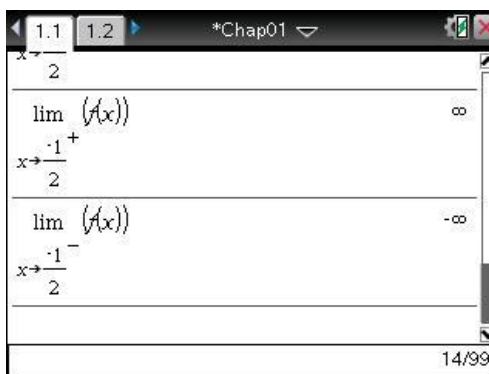 1.1 1.2 *Chap01
x→
2
lim (f(x)) ∞
x→-1/2+
lim (f(x)) -∞
x→-1/2-
14/99